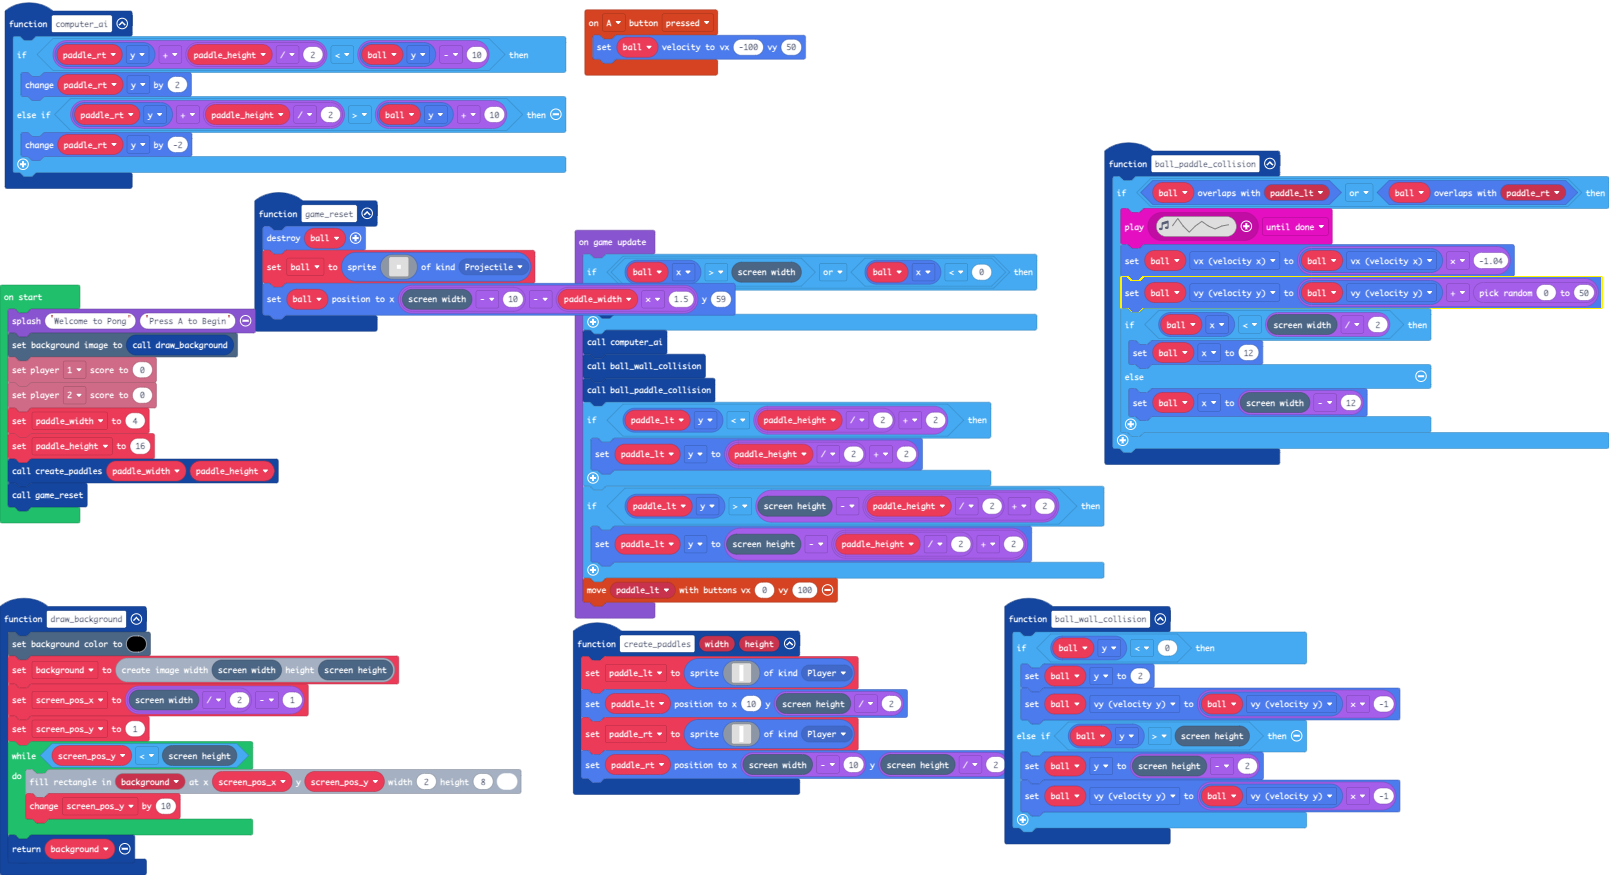 function computer_ai
if paddle_rt y + paddle_height / 2 < ball y - 10 then
change paddle_rt y by 2
else if paddle_rt y + paddle_height / 2 > ball y + 10 then
change paddle_rt y by -2
on A button pressed
set ball velocity to vx -100 vy 50
function ball_paddle_collision
if ball overlaps with paddle_lt or ball overlaps with paddle_rt then
play until done
set ball vx (velocity x) to ball vx (velocity x) × -1.04
set ball vy (velocity y) to ball vy (velocity y) + pick random 0 to 50
if ball x < screen width / 2 then
set ball x to 12
else
set ball x to screen width - 12
function game_reset
destroy ball
set ball to sprite of kind Projectile
set ball position to x screen width - 10 - paddle_width × 1.5 y 59
on start
splash "Welcome to Pong" "Press A to Begin"
set background image to call draw_background
set player 1 score to 0
set player 2 score to 0
set paddle_width to 4
set paddle_height to 16
call create_paddles paddle_width paddle_height
call game_reset
on game update
if ball x > screen width or ball x < 0 then
call computer_ai
call ball_wall_collision
call ball_paddle_collision
if paddle_lt y < paddle_height / 2 + 2 then
set paddle_lt y to paddle_height / 2 + 2
if paddle_lt y > screen height - paddle_height / 2 + 2 then
set paddle_lt y to screen height - paddle_height / 2 + 2
move paddle_lt with buttons vx 0 vy 100
function draw_background
set background color to
set background to create image width screen width height screen height
set screen_pos_x to screen width / 2 - 1
set screen_pos_y to 1
while screen_pos_y < screen height
do fill rectangle in background at x screen_pos_x y screen_pos_y width 2 height 8
change screen_pos_y by 10
return background
function create_paddles width height
set paddle_lt to sprite of kind Player
set paddle_lt position to x 10 y screen height / 2
set paddle_rt to sprite of kind Player
set paddle_rt position to x screen width - 10 y screen height / 2
function ball_wall_collision
if ball y < 0 then
set ball y to 2
set ball vy (velocity y) to ball vy (velocity y) × -1
else if ball y > screen height then
set ball y to screen height - 2
set ball vy (velocity y) to ball vy (velocity y) × -1